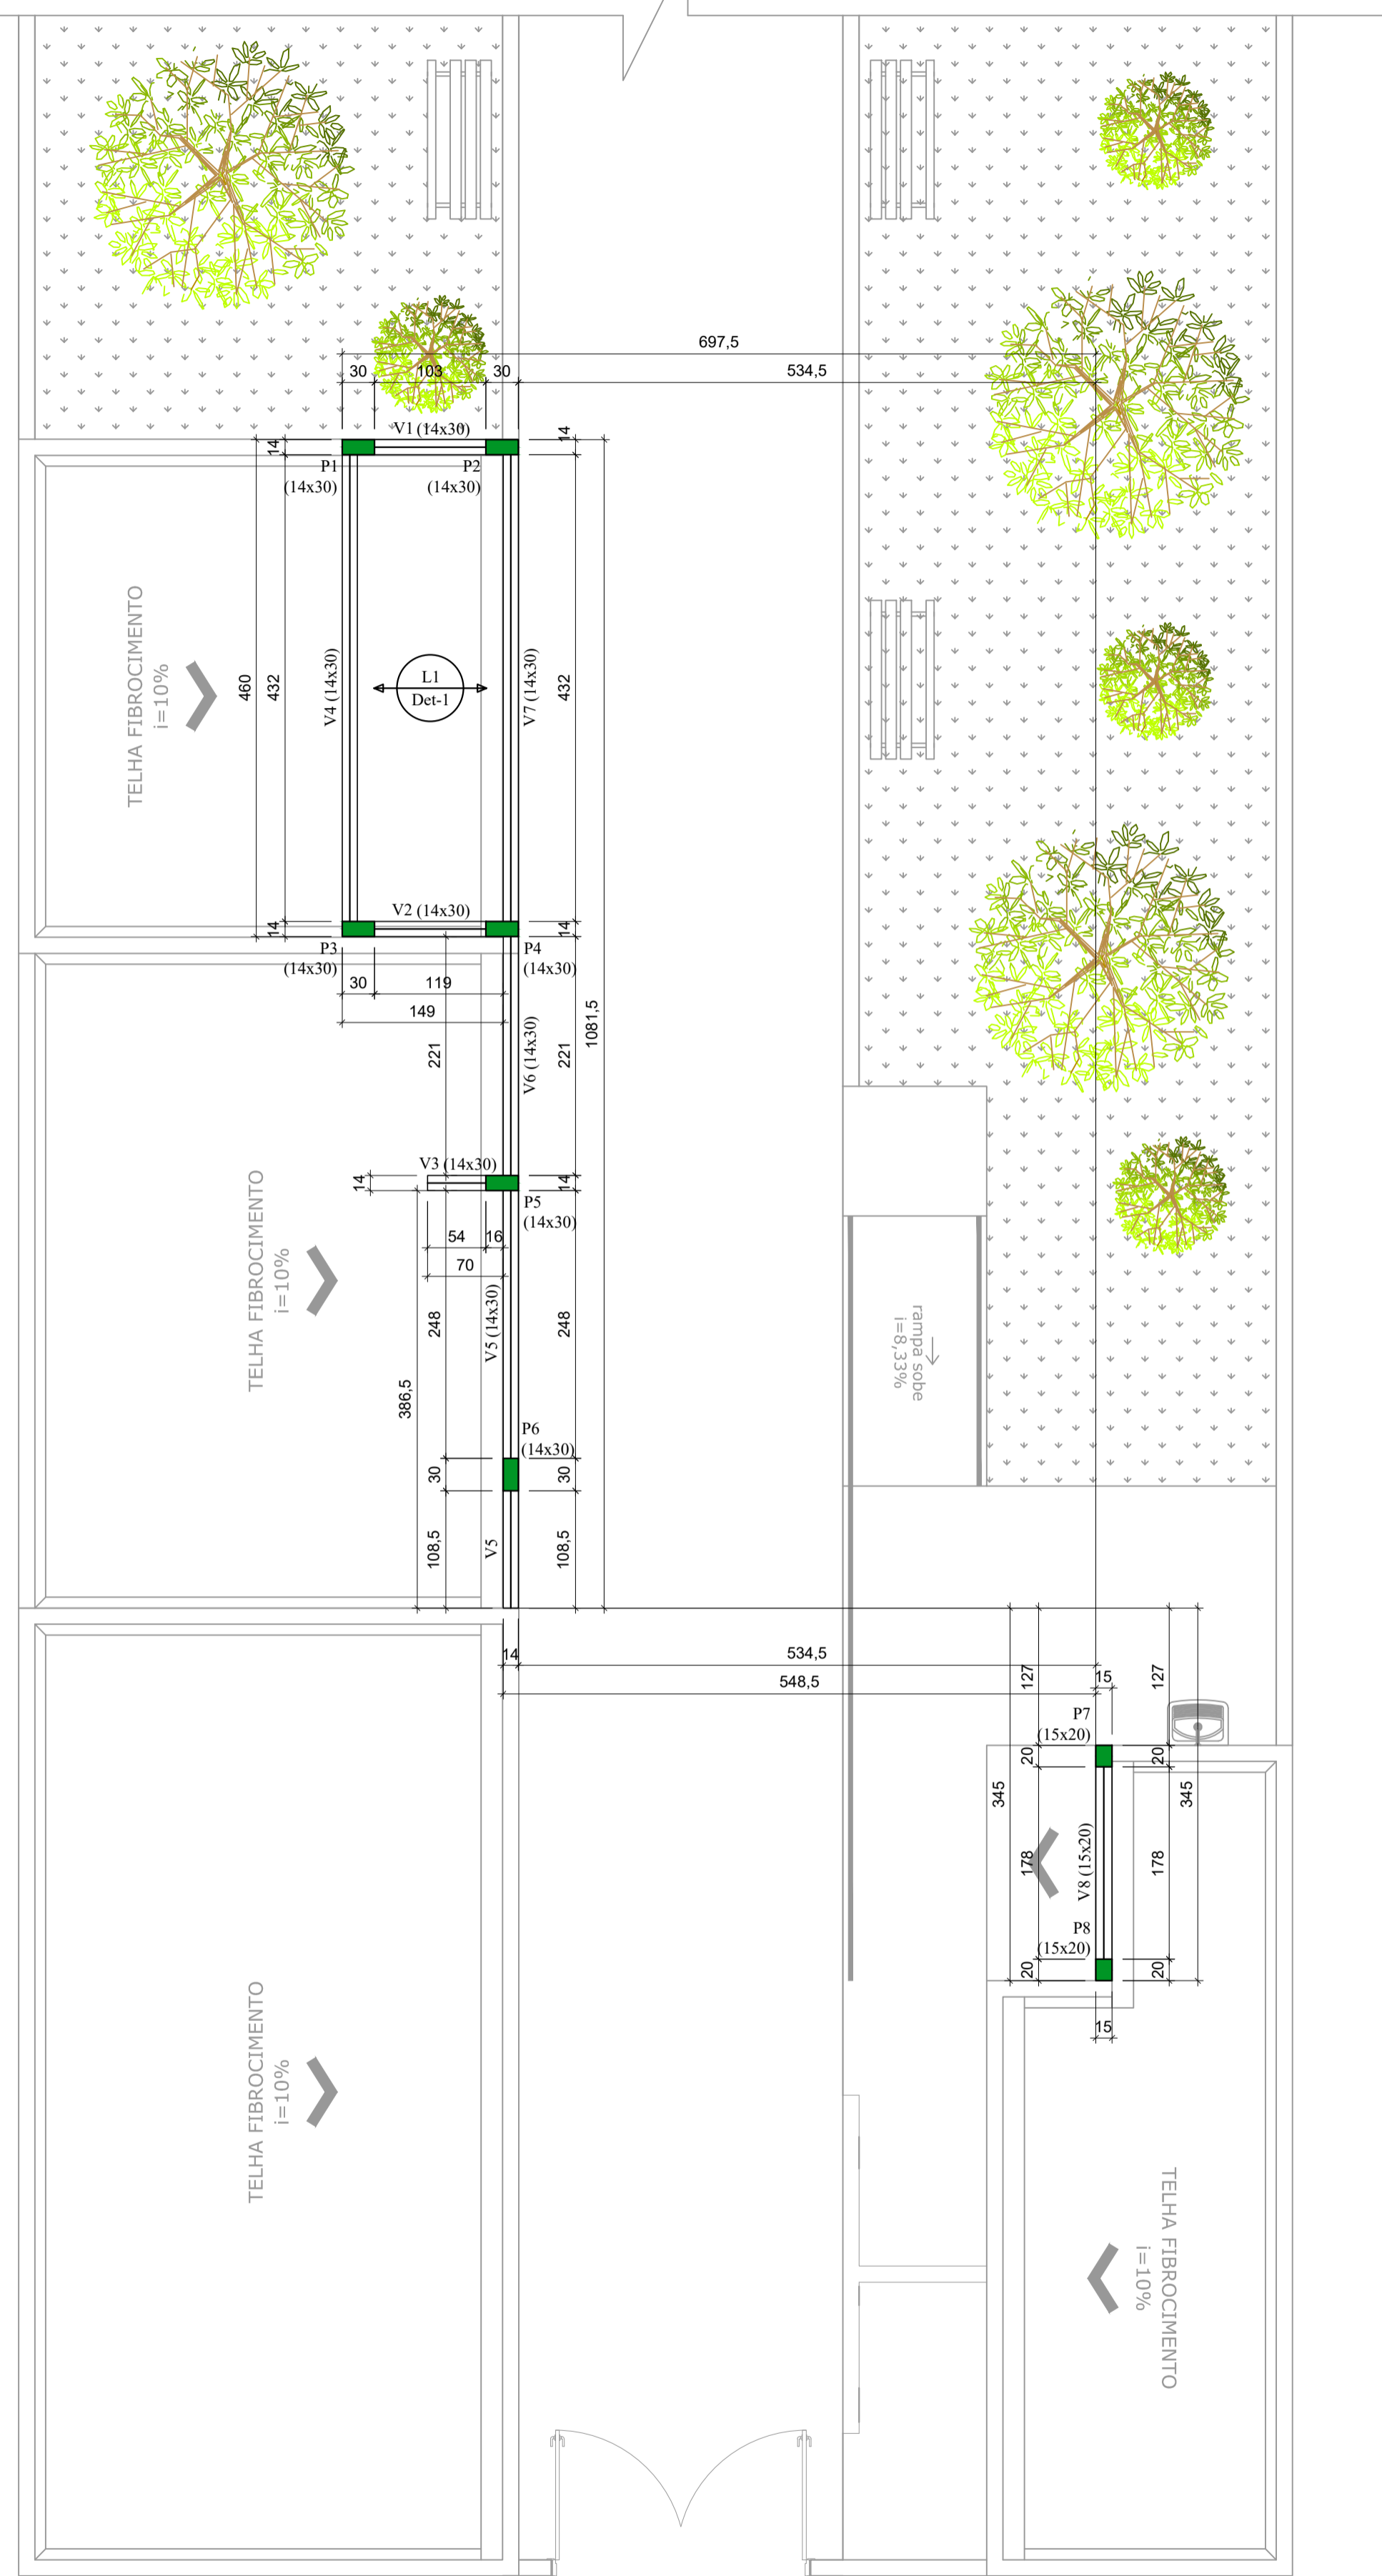 697,5
30
103
30
534,5
V1 (14x30)
14
14
P1
(14x30)
P2
(14x30)
TELHA FIBROCIMENTO
i=10%
460
432
V4 (14x30)
L1
Det-1
V7 (14x30)
432
V2 (14x30)
14
14
P3
(14x30)
P4
(14x30)
30
119
149
221
V6 (14x30)
221
1081,5
V3 (14x30)
14
14
P5
(14x30)
54
16
70
TELHA FIBROCIMENTO
i=10%
248
V5 (14x30)
248
rampa sobe
i=8,33%
386,5
P6
(14x30)
30
30
108,5
V5
108,5
14
534,5
548,5
127
15
127
P7
(15x20)
20
20
345
345
178
V8 (15x20)
178
P8
(15x20)
20
20
15
TELHA FIBROCIMENTO
i=10%
TELHA FIBROCIMENTO
i=10%